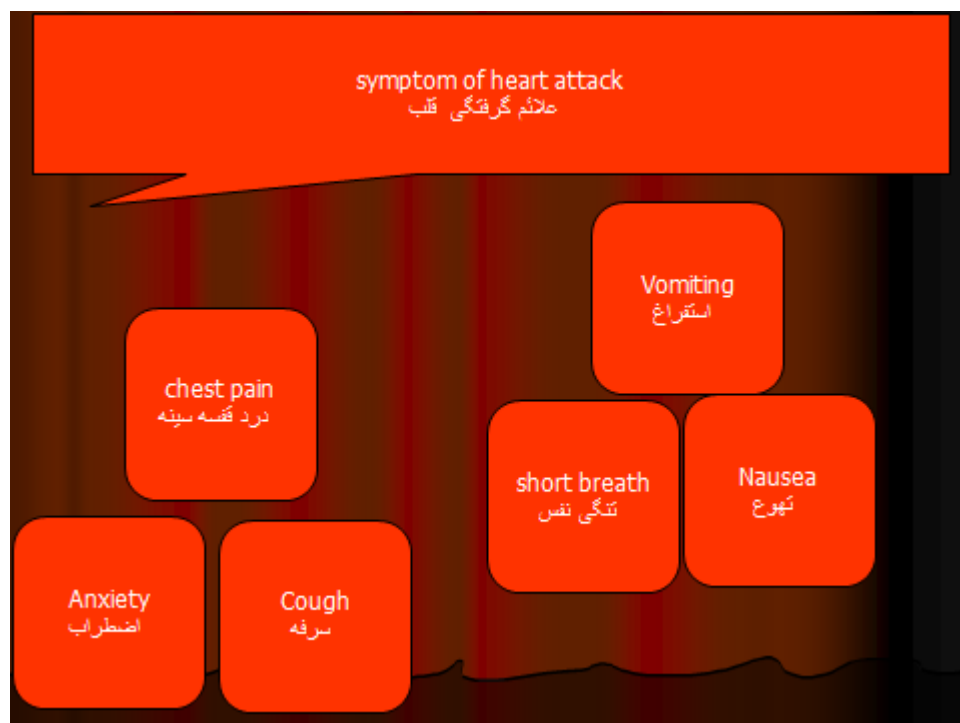 symptom of heart attack
علائم گرفتگی قلب
Vomiting
استفراغ
chest pain
درد قفسه سینه
short breath
تنگی نفس
Nausea
تهوع
Anxiety
اضطراب
Cough
سرفه